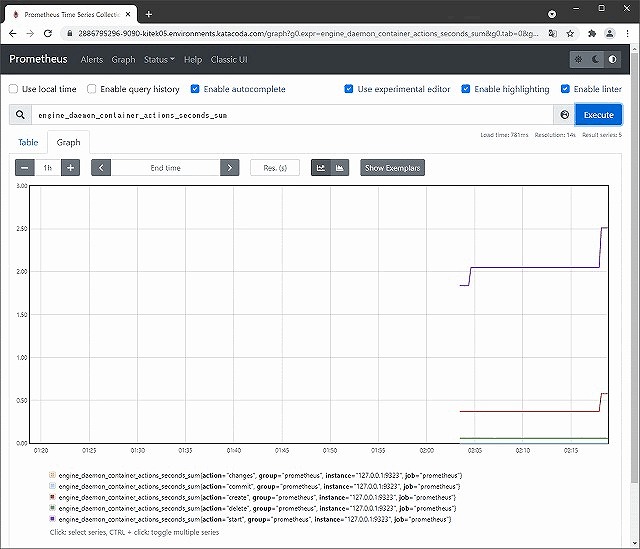 Prometheus Time Series Collectio
2886795296-9090-kitek05.environments.katacoda.com/graph?g0.expr=engine_daemon_container_actions_seconds_sum&g0.tab=0&g...
Prometheus Alerts Graph Status Help Classic UI
Use local time Enable query history Enable autocomplete Use experimental editor Enable highlighting Enable linter
engine_daemon_container_actions_seconds_sum Execute
Load time: 781ms Resolution: 14s Result series: 5
Table Graph
1h End time Res. (s) Show Exemplars
3.00
2.50
2.00
1.50
1.00
0.50
0.00
01:20 01:25 01:30 01:35 01:40 01:45 01:50 01:55 02:00 02:05 02:10 02:15
engine_daemon_container_actions_seconds_sum{action="changes", group="prometheus", instance="127.0.0.1:9323", job="prometheus"}
engine_daemon_container_actions_seconds_sum{action="commit", group="prometheus", instance="127.0.0.1:9323", job="prometheus"}
engine_daemon_container_actions_seconds_sum{action="create", group="prometheus", instance="127.0.0.1:9323", job="prometheus"}
engine_daemon_container_actions_seconds_sum{action="delete", group="prometheus", instance="127.0.0.1:9323", job="prometheus"}
engine_daemon_container_actions_seconds_sum{action="start", group="prometheus", instance="127.0.0.1:9323", job="prometheus"}
Click: select series, CTRL + click: toggle multiple series